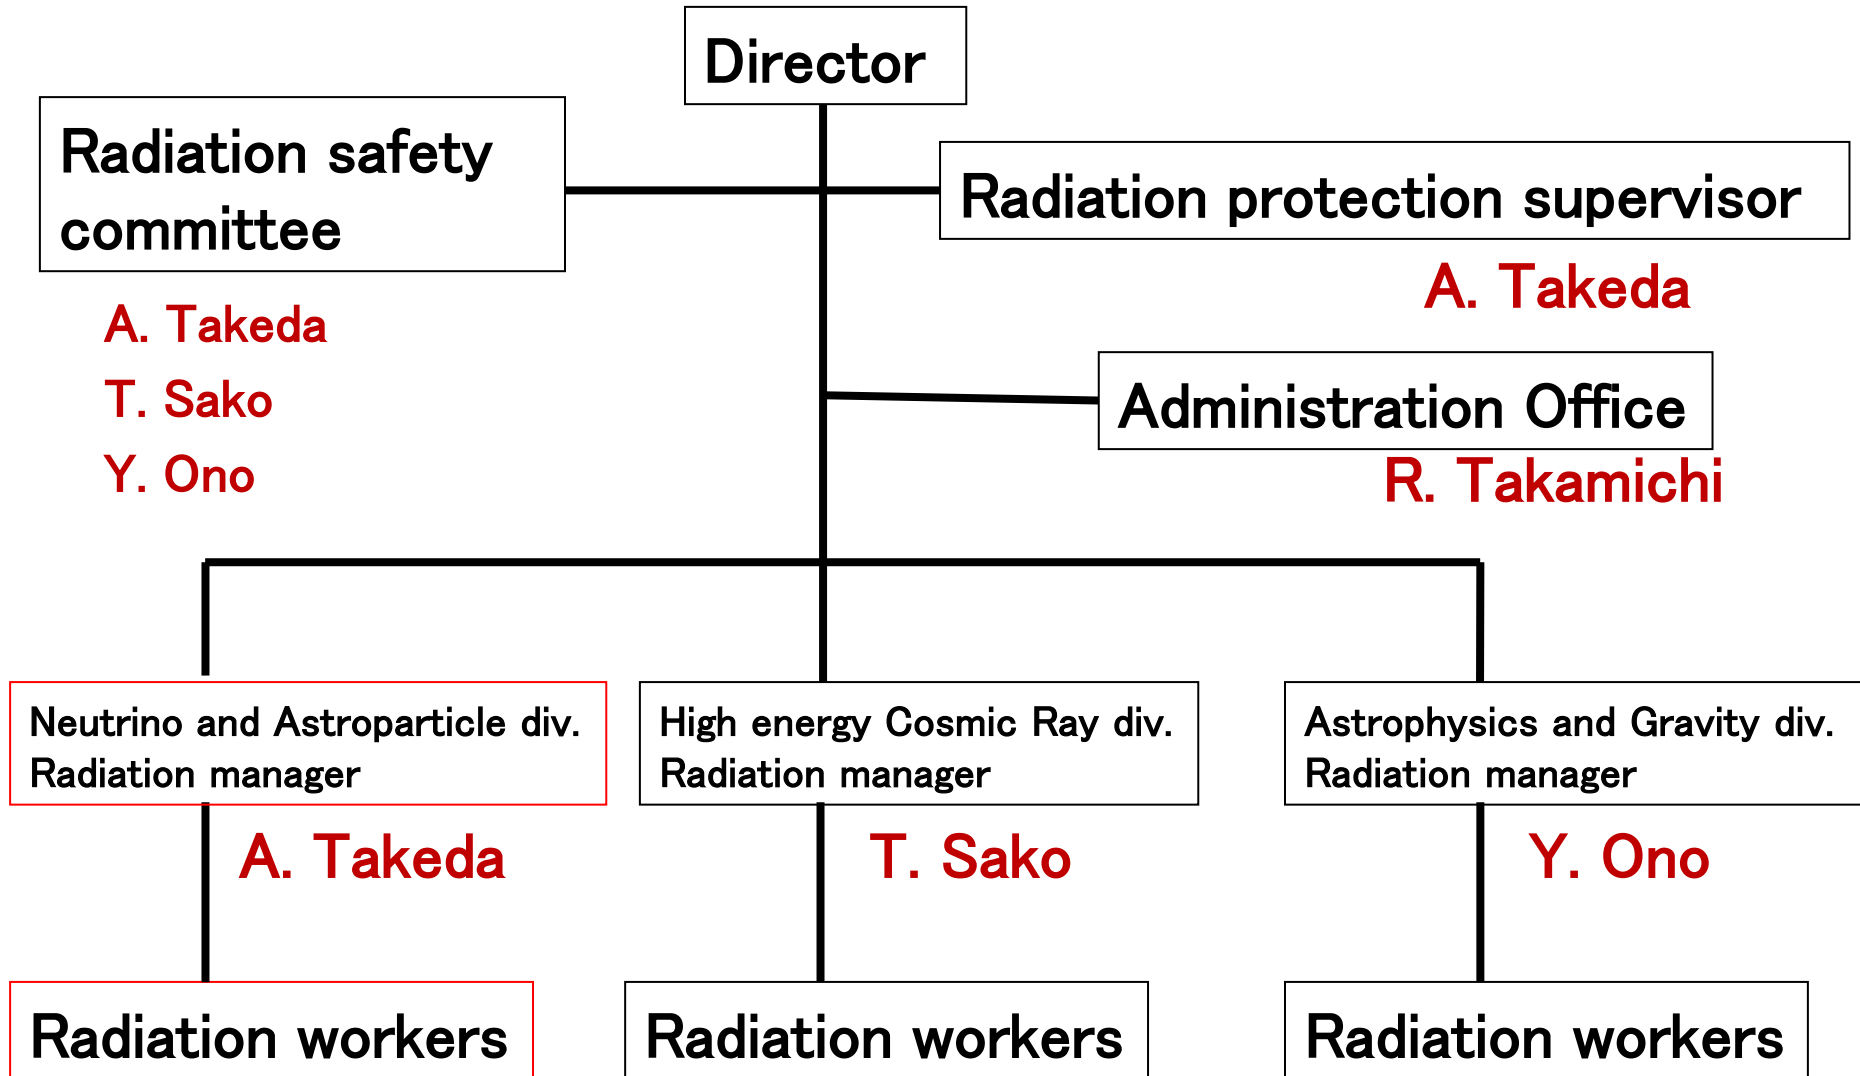 Director
Radiation safety
committee
Radiation protection supervisor
A. Takeda
A. Takeda
T. Sako
Y. Ono
Administration Office
R. Takamichi
Neutrino and Astroparticle div.
Radiation manager
High energy Cosmic Ray div.
Radiation manager
Astrophysics and Gravity div.
Radiation manager
A. Takeda
T. Sako
Y. Ono
Radiation workers
Radiation workers
Radiation workers